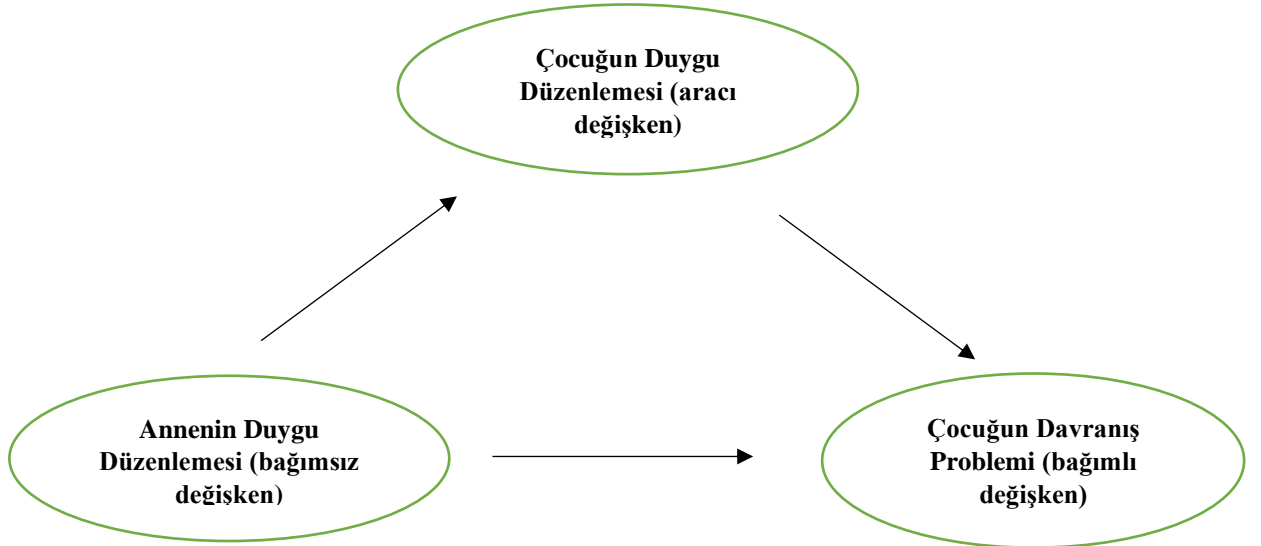 Çocuğun Duygu
Düzenlemesi (aracı
değişken)
Annenin Duygu
Düzenlemesi (bağımsız
değişken)
Çocuğun Davranış
Problemi (bağımlı
değişken)